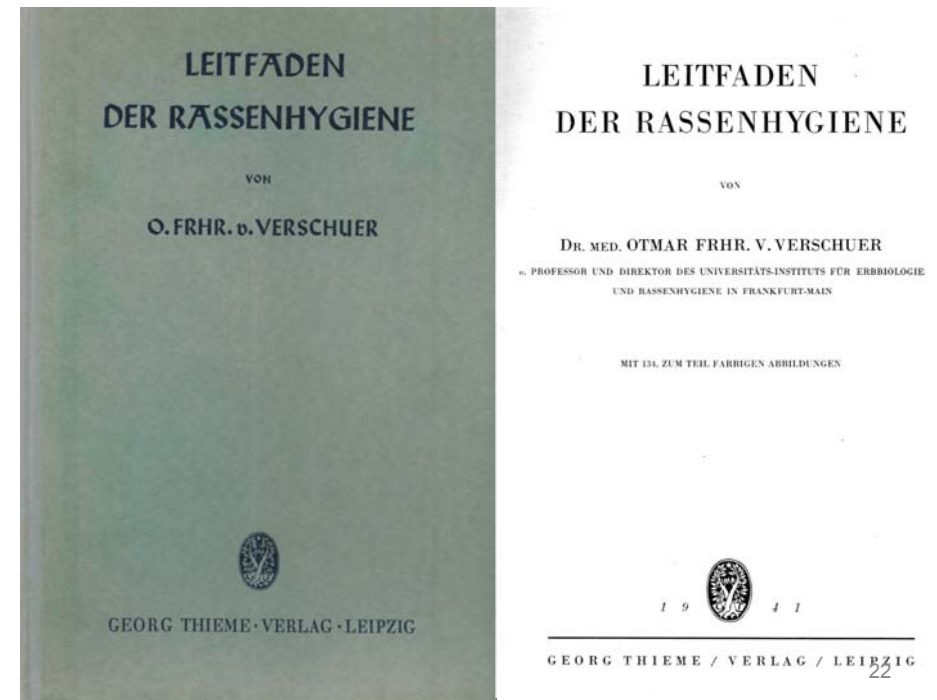 LEITFADEN
DER RASSENHYGIENE
VON
O. FRHR. v. VERSCHUER
GEORG THIEME · VERLAG · LEIPZIG
LEITFADEN
DER RASSENHYGIENE
VON
DR. MED. OTMAR FRHR. V. VERSCHUER
o. PROFESSOR UND DIREKTOR DES UNIVERSITÄTS-INSTITUTS FÜR ERBBIOLOGIE
UND RASSENHYGIENE IN FRANKFURT-MAIN
MIT 134, ZUM TEIL FARBIGEN ABBILDUNGEN
1 9 4 1
GEORG THIEME / VERLAG / LEIPZIG
22